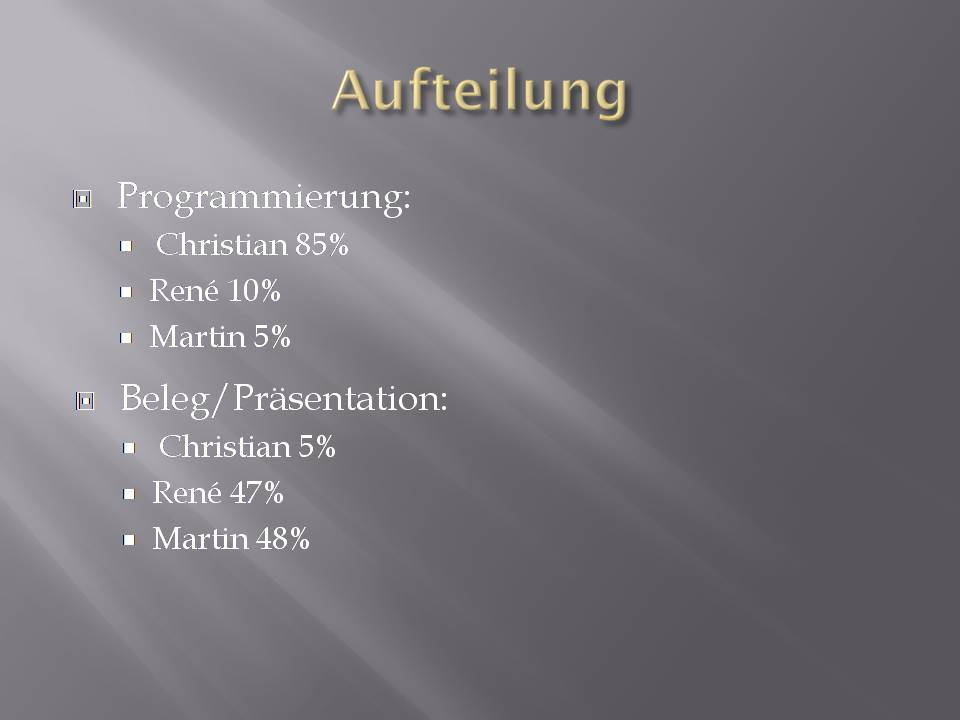 Aufteilung
Programmierung:
Christian 85%
René 10%
Martin 5%
Beleg/Präsentation:
Christian 5%
René 47%
Martin 48%